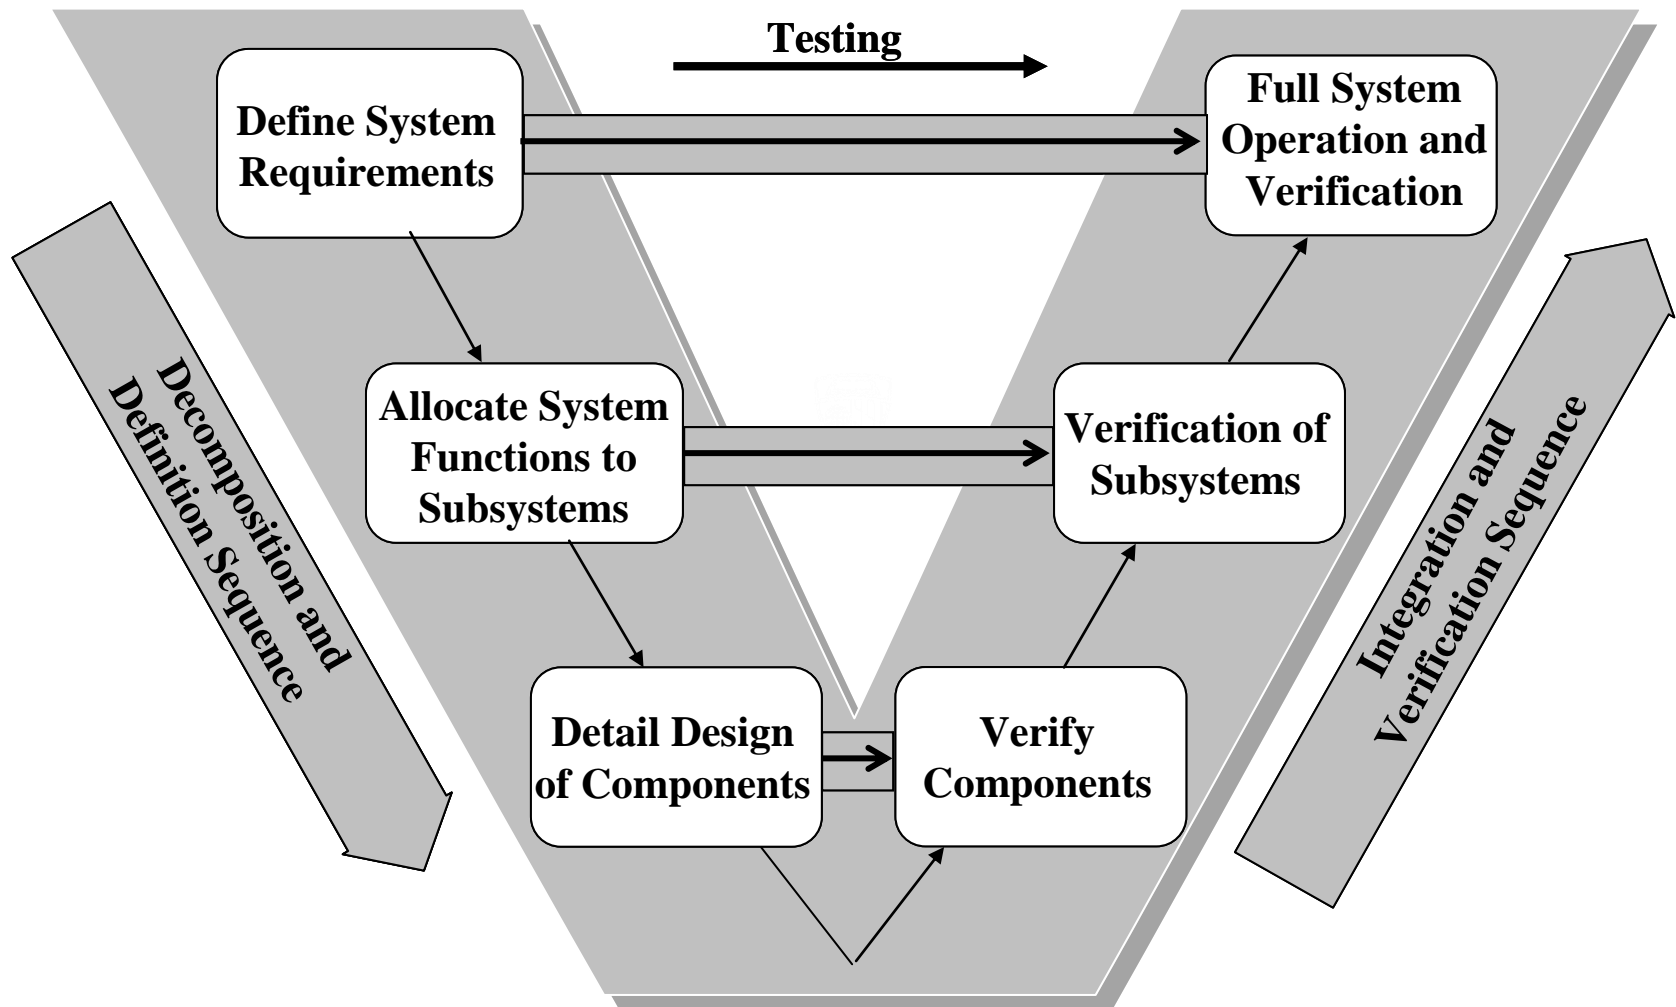 Testing
Define System
Requirements
Full System
Operation and
Verification
Allocate System
Functions to
Subsystems
Verification of
Subsystems
Detail Design
of Components
Verify
Components
Decomposition and
Definition Sequence
Integration and
Verification Sequence